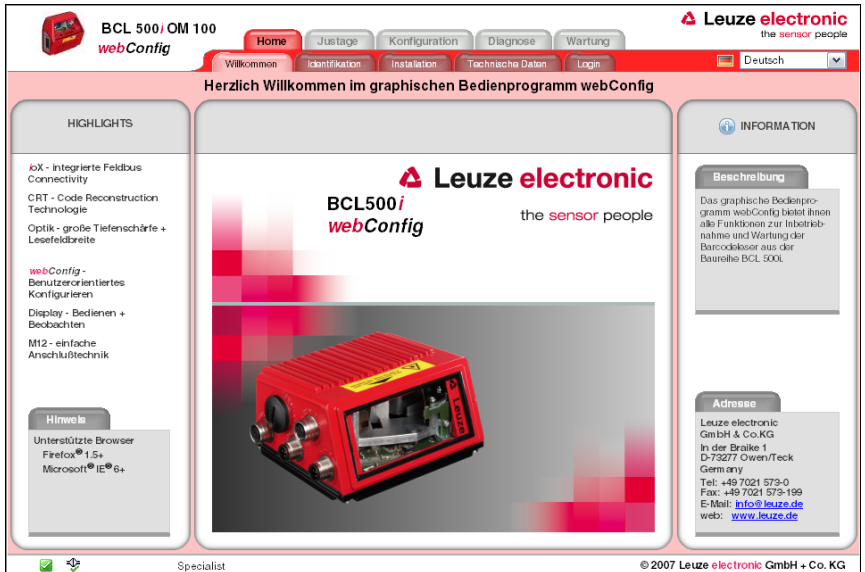 BCL 500i OM 100
webConfig
Leuze electronic
the sensor people
Home
Justage
Konfiguration
Diagnose
Wartung
Willkommen
Identifikation
Installation
Technische Daten
Login
Deutsch
Herzlich Willkommen im graphischen Bedienprogramm webConfig
HIGHLIGHTS
ioX - integrierte Feldbus
Connectivity
CRT - Code Reconstruction
Technologie
Optik - große Tiefenschärfe +
Lesefeldbreite
webConfig -
Benutzerorientiertes
Konfigurieren
Display - Bedienen +
Beobachten
M12 - einfache
Anschlußtechnik
Hinweis
Unterstützte Browser
Firefox® 1.5+
Microsoft® IE® 6+
Leuze electronic
BCL500i
webConfig
the sensor people
Leuze
INFORMATION
Beschreibung
Das graphische Bedienpro-
gramm webConfig bietet ihnen
alle Funktionen zur Inbetrieb-
nahme und Wartung der
Barcodeleser aus der
Baureihe BCL 500i.
Adresse
Leuze electronic
GmbH & Co.KG
In der Braike 1
D-73277 Owen/Teck
Germany
Tel: +49 7021 573-0
Fax: +49 7021 573-199
E-Mail: info@leuze.de
web: www.leuze.de
Specialist
© 2007 Leuze electronic GmbH + Co. KG